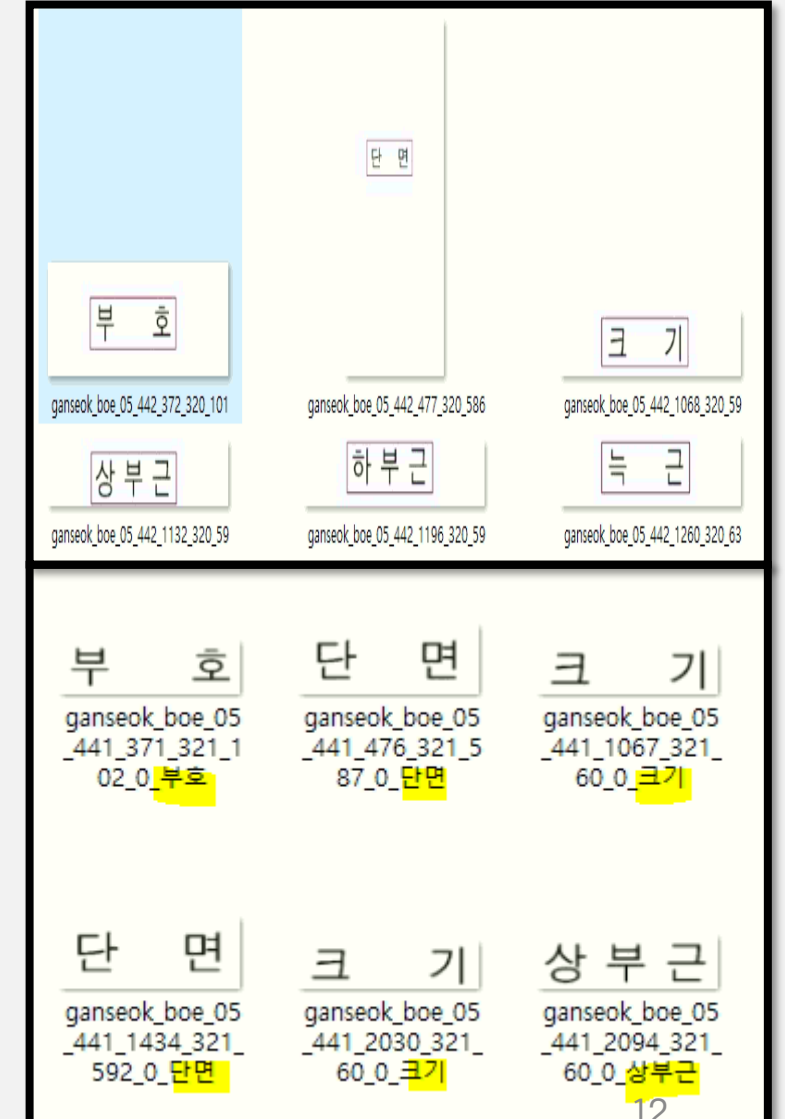 단 면
부 호
크 기
ganseok_boe_05_442_372_320_101
ganseok_boe_05_442_477_320_586
ganseok_boe_05_442_1068_320_59
상 부 근
하 부 근
늑 근
ganseok_boe_05_442_1132_320_59
ganseok_boe_05_442_1196_320_59
ganseok_boe_05_442_1260_320_63
부 호
단 면
크 기
ganseok_boe_05
_441_371_321_1
02_0_부호
ganseok_boe_05
_441_476_321_5
87_0_단면
ganseok_boe_05
_441_1067_321_
60_0_크기
단 면
크 기
상 부 근
ganseok_boe_05
_441_1434_321_
592_0_단면
ganseok_boe_05
_441_2030_321_
60_0_크기
ganseok_boe_05
_441_2094_321_
60_0_상부근
12